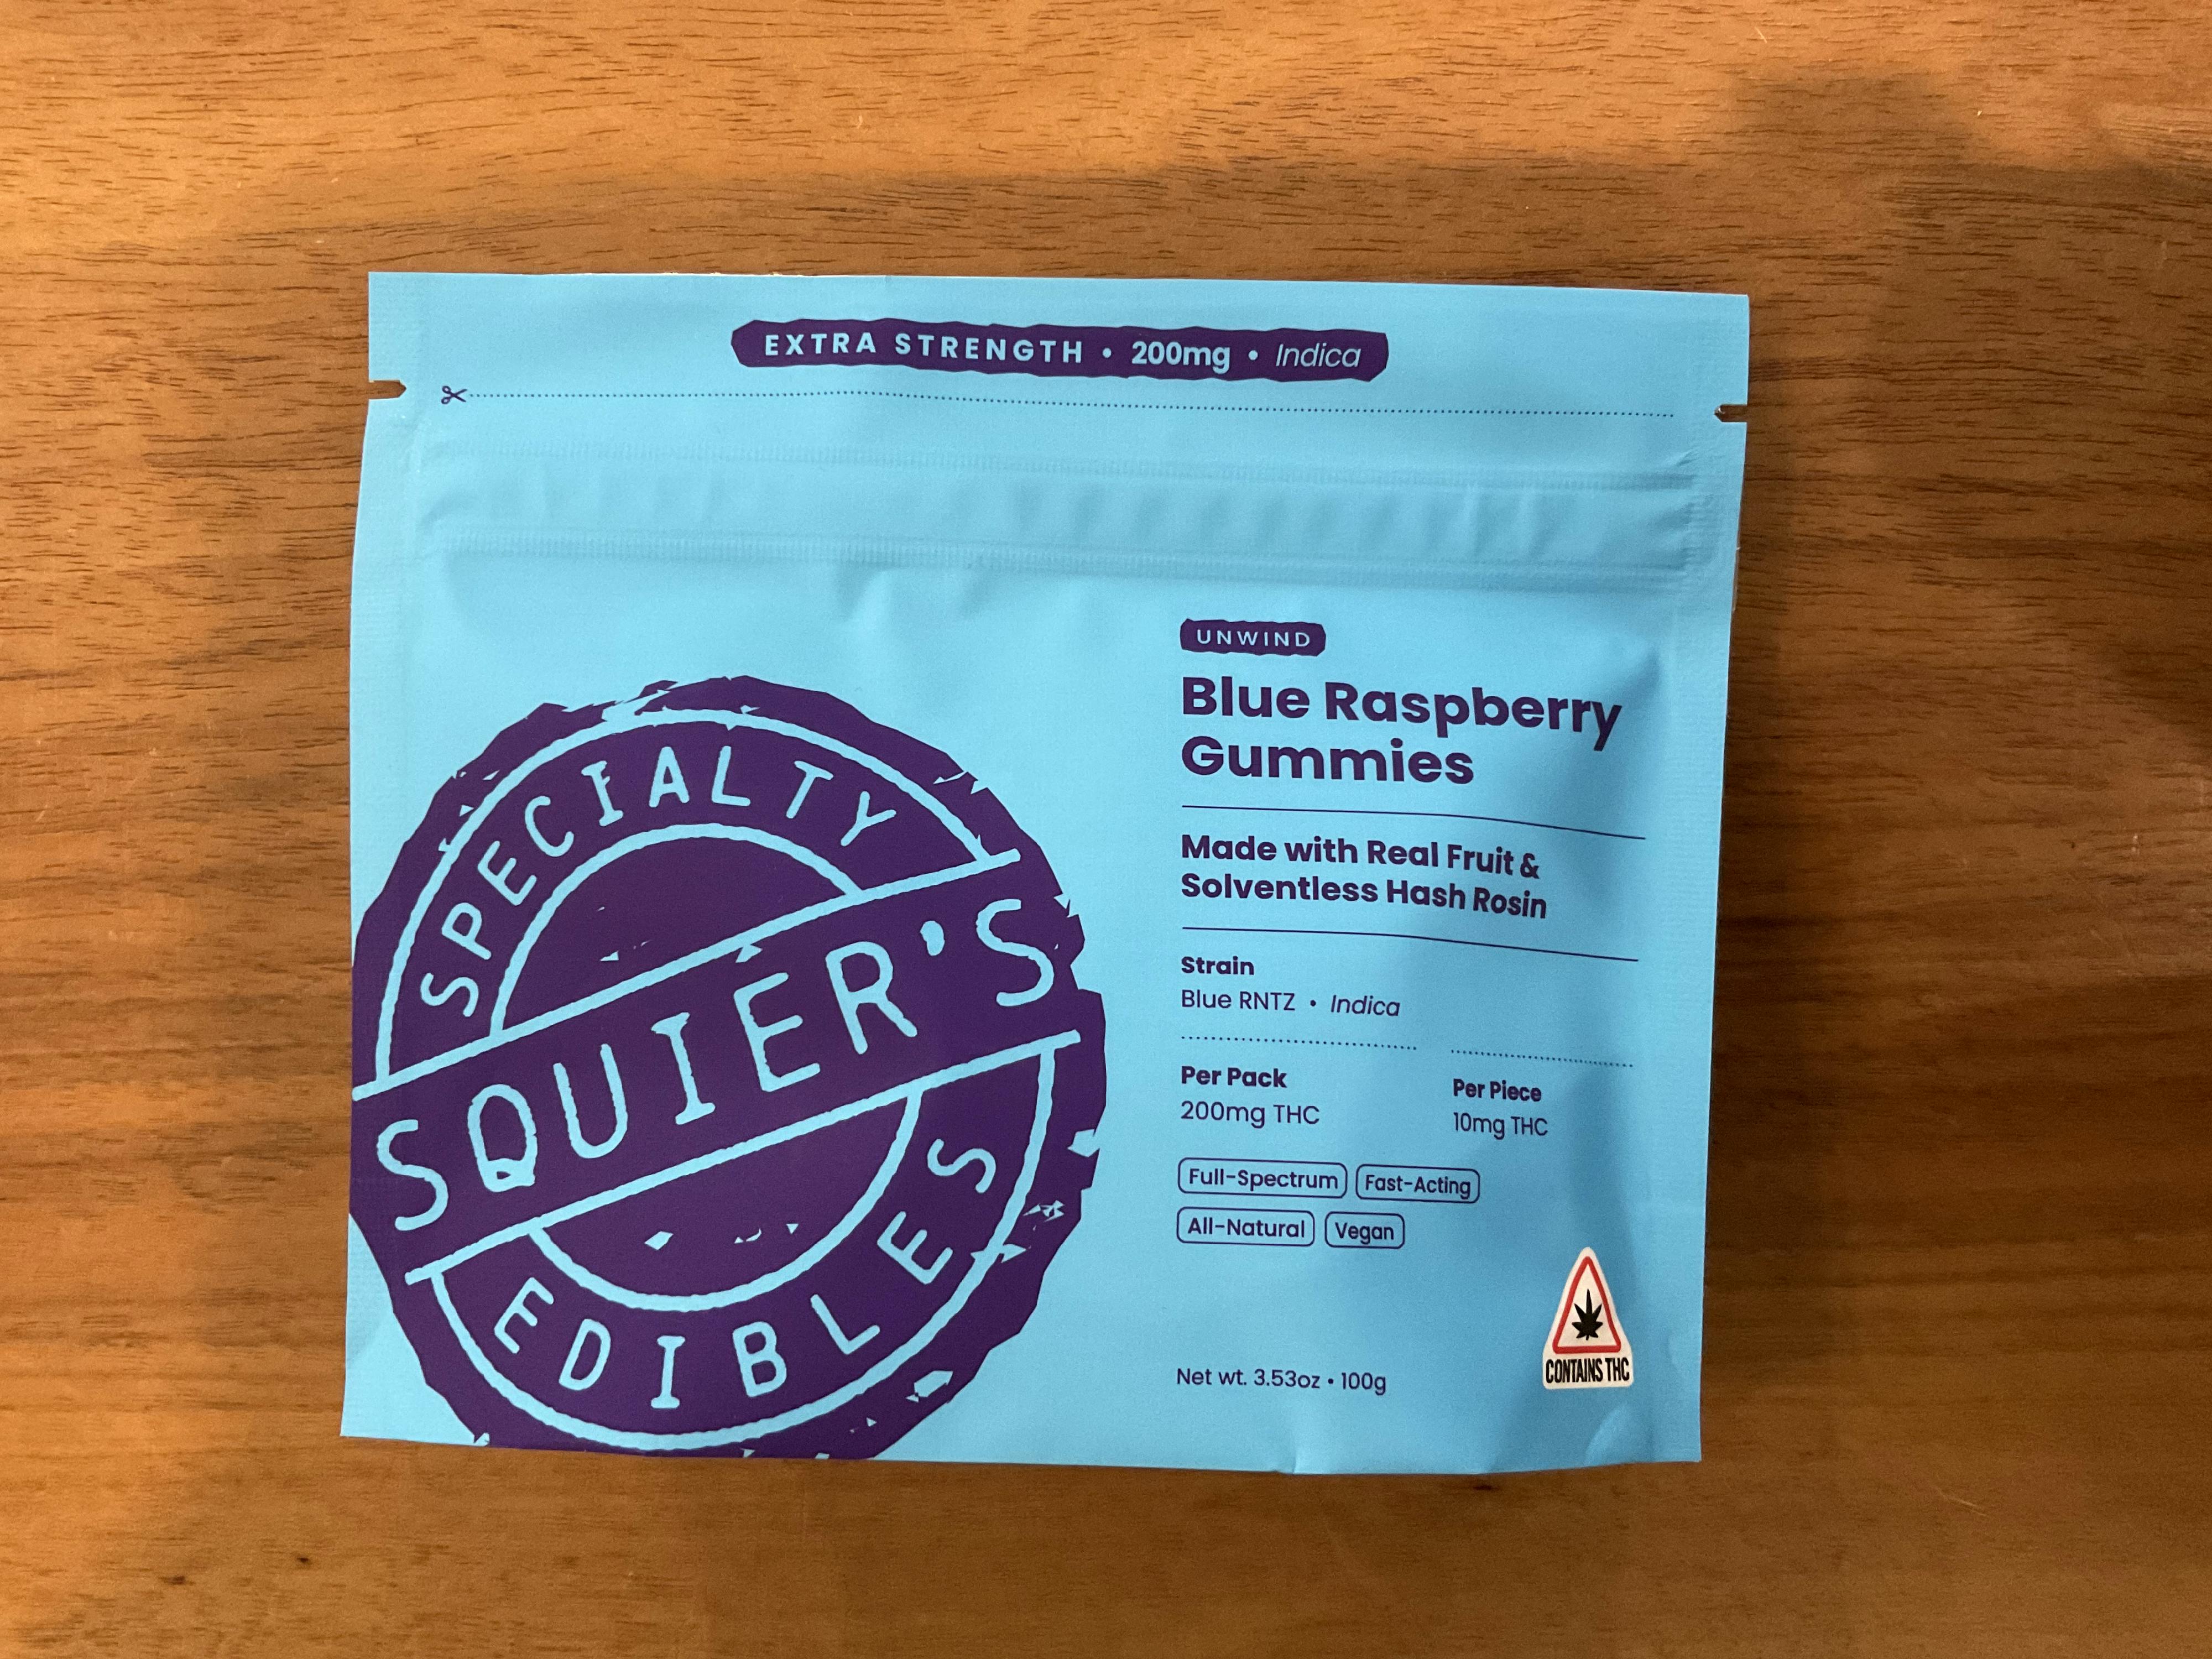 EXTRA STRENGTH • 200mg • Indica
SPECIALTY
SQUIER'S
EDIBLES
UNWIND
Blue Raspberry
Gummies
Made with Real Fruit &
Solventless Hash Rosin
Strain
Blue RNTZ • Indica
Per Pack
200mg THC
Per Piece
10mg THC
Full-Spectrum
Fast-Acting
All-Natural
Vegan
Net wt. 3.53oz • 100g
CONTAINS THC